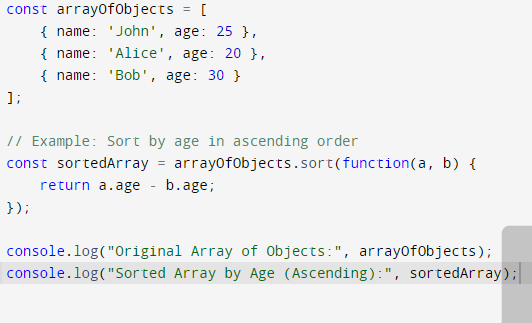 const arrayOfObjects = [
    { name: 'John', age: 25 },
    { name: 'Alice', age: 20 },
    { name: 'Bob', age: 30 }
];
// Example: Sort by age in ascending order
const sortedArray = arrayOfObjects.sort(function(a, b) {
    return a.age - b.age;
});
console.log("Original Array of Objects:", arrayOfObjects);
console.log("Sorted Array by Age (Ascending):", sortedArray);